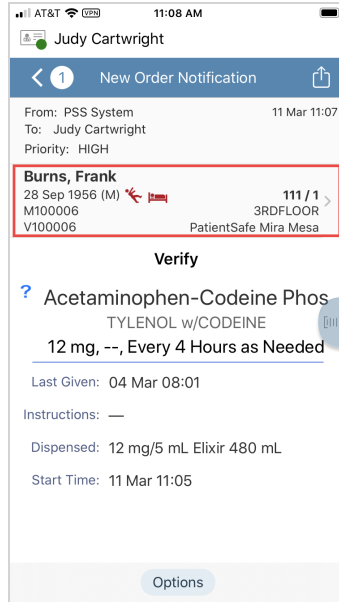 AT&T VPN 11:08 AM
Judy Cartwright
1 New Order Notification
From: PSS System 11 Mar 11:07
To: Judy Cartwright
Priority: HIGH
Burns, Frank
28 Sep 1956 (M) 111 / 1
M100006 3RDFLOOR
V100006 PatientSafe Mira Mesa
Verify
? Acetaminophen-Codeine Phos
TYLENOL w/CODEINE
12 mg, --, Every 4 Hours as Needed
Last Given: 04 Mar 08:01
Instructions: —
Dispensed: 12 mg/5 mL Elixir 480 mL
Start Time: 11 Mar 11:05
Options